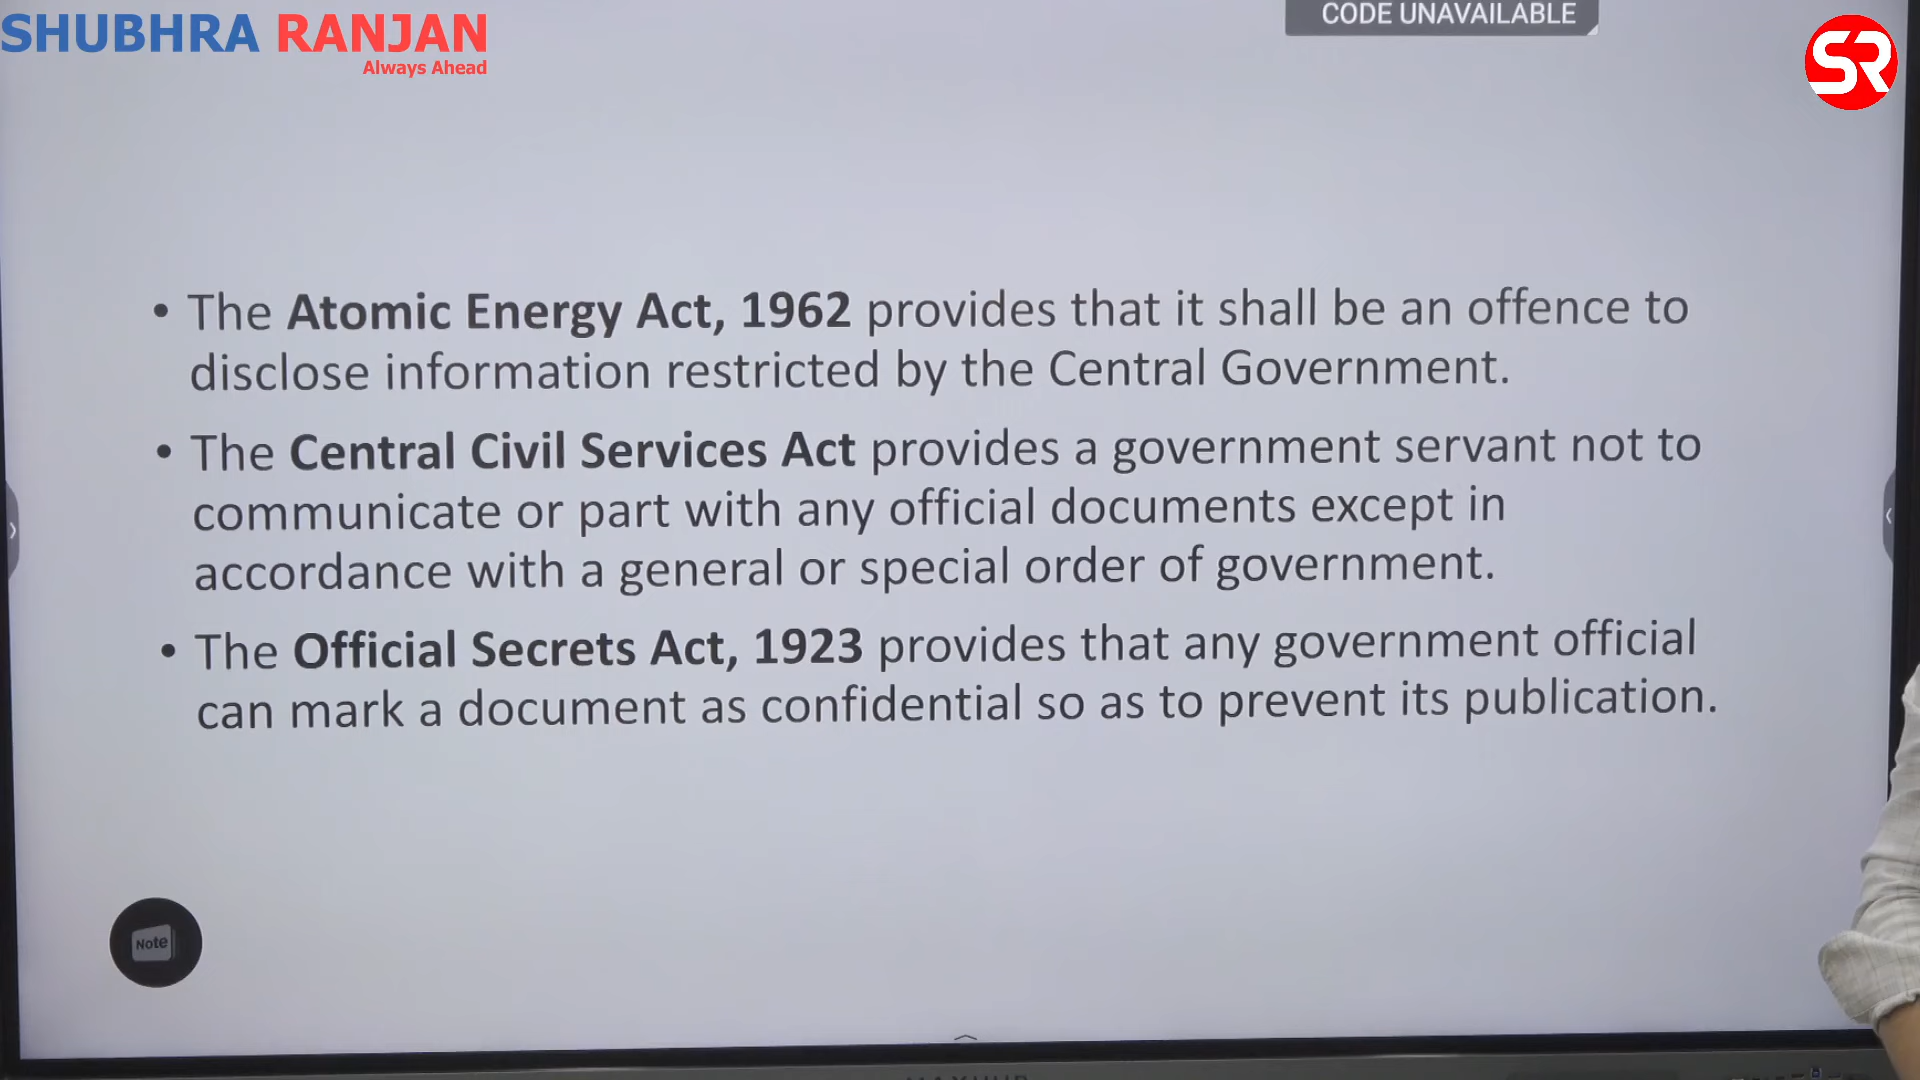 SHUBHRA RANJAN
Always Ahead
CODE UNAVAILABLE
SR
• The Atomic Energy Act, 1962 provides that it shall be an offence to
disclose information restricted by the Central Government.
• The Central Civil Services Act provides a government servant not to
communicate or part with any official documents except in
accordance with a general or special order of government.
• The Official Secrets Act, 1923 provides that any government official
can mark a document as confidential so as to prevent its publication.
Note